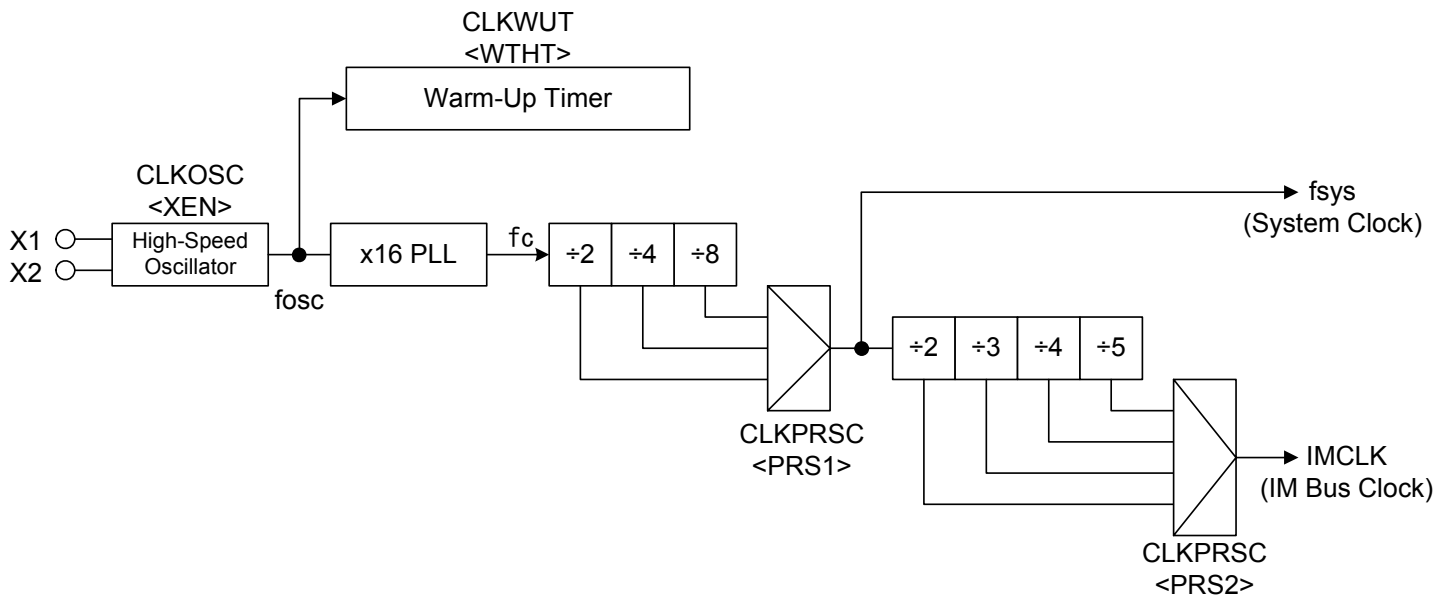 CLKWUT
<WTHT>
Warm-Up Timer
CLKOSC
<XEN>
X1
X2
High-Speed
Oscillator
fosc
x16 PLL
fc
÷2 ÷4 ÷8
CLKPRSC
<PRS1>
fsys
(System Clock)
÷2 ÷3 ÷4 ÷5
CLKPRSC
<PRS2>
IMCLK
(IM Bus Clock)